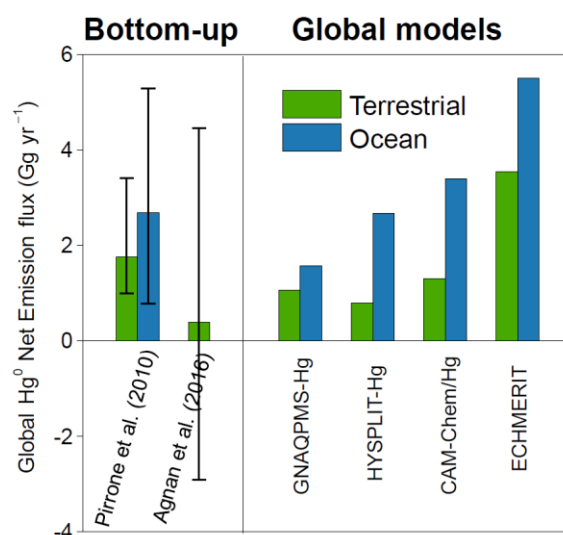 Bottom-up
Global models
Global Hg⁰ Net Emission flux (Gg yr⁻¹)
6
4
2
0
-2
-4
Terrestrial
Ocean
Pirrone et al. (2010)
Agnan et al. (2016)
GNAQPMS-Hg
HYSPLIT-Hg
CAM-Chem/Hg
ECHMERIT